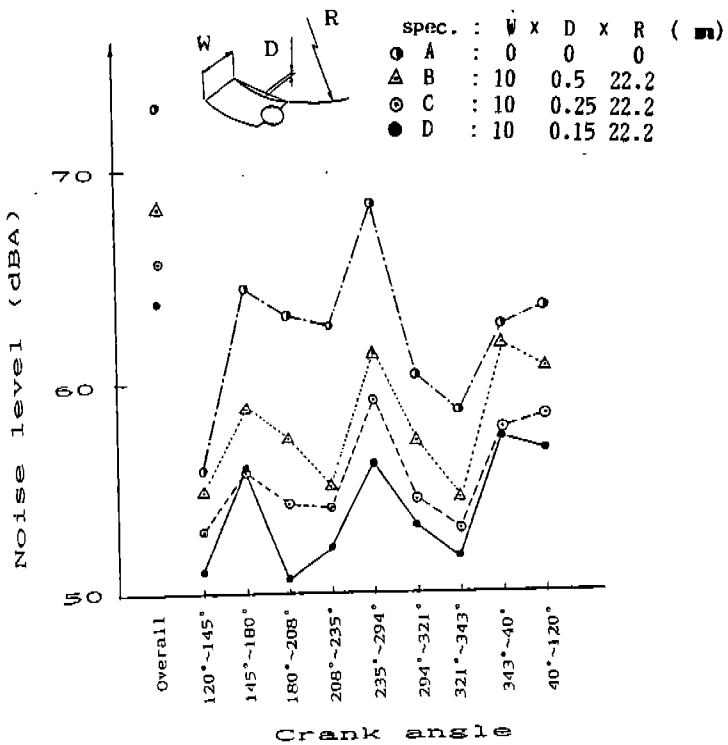 spec. : W x D x R ( m )
A : 0 0 0
B : 10 0.5 22.2
C : 10 0.25 22.2
D : 10 0.15 22.2
W
D
R
70
60
50
Noise level (dBA)
Overall
120°~145°
145°~180°
180°~208°
208°~235°
235°~294°
294°~321°
321°~343°
343°~40°
40°~120°
Crank angle